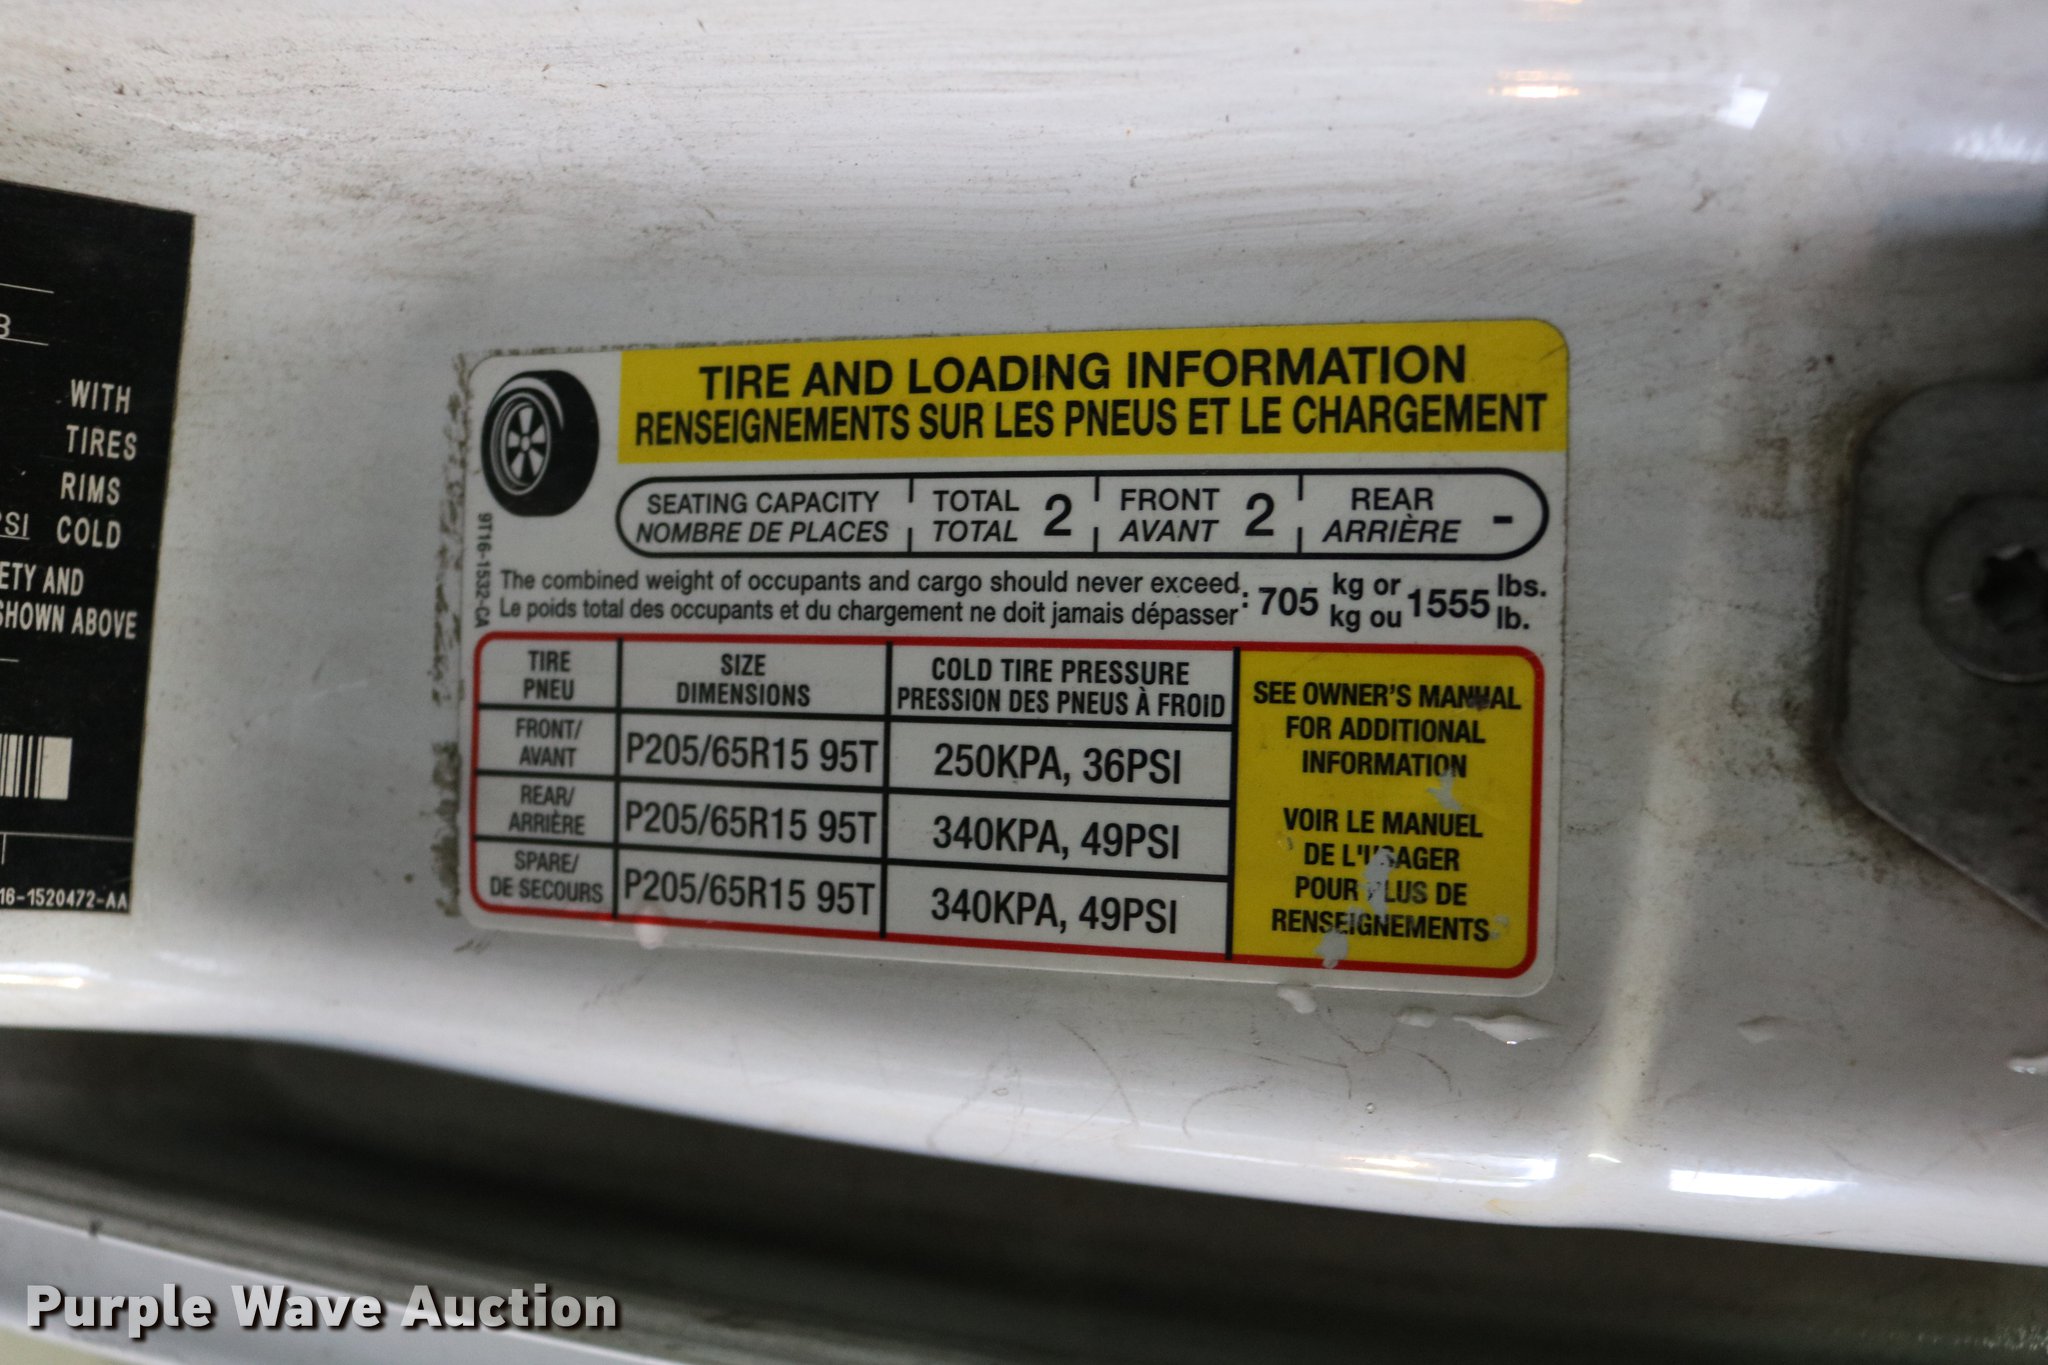 B
WITH
TIRES
RIMS
PSI COLD
ETY AND
SHOWN ABOVE
16-1520472-AA
TIRE AND LOADING INFORMATION
RENSEIGNEMENTS SUR LES PNEUS ET LE CHARGEMENT
SEATING CAPACITY
NOMBRE DE PLACES
TOTAL
TOTAL
2
FRONT
AVANT
2
REAR
ARRIÈRE
-
9T16-1532-CA
The combined weight of occupants and cargo should never exceed
Le poids total des occupants et du chargement ne doit jamais dépasser
: 705 kg or 1555 lbs.
kg ou lb.
TIRE
PNEU
SIZE
DIMENSIONS
COLD TIRE PRESSURE
PRESSION DES PNEUS À FROID
FRONT/
AVANT
P205/65R15 95T
250KPA, 36PSI
REAR/
ARRIÈRE
P205/65R15 95T
340KPA, 49PSI
SPARE/
DE SECOURS
P205/65R15 95T
340KPA, 49PSI
SEE OWNER'S MANUAL
FOR ADDITIONAL
INFORMATION
VOIR LE MANUEL
DE L'USAGER
POUR PLUS DE
RENSEIGNEMENTS
Purple Wave Auction